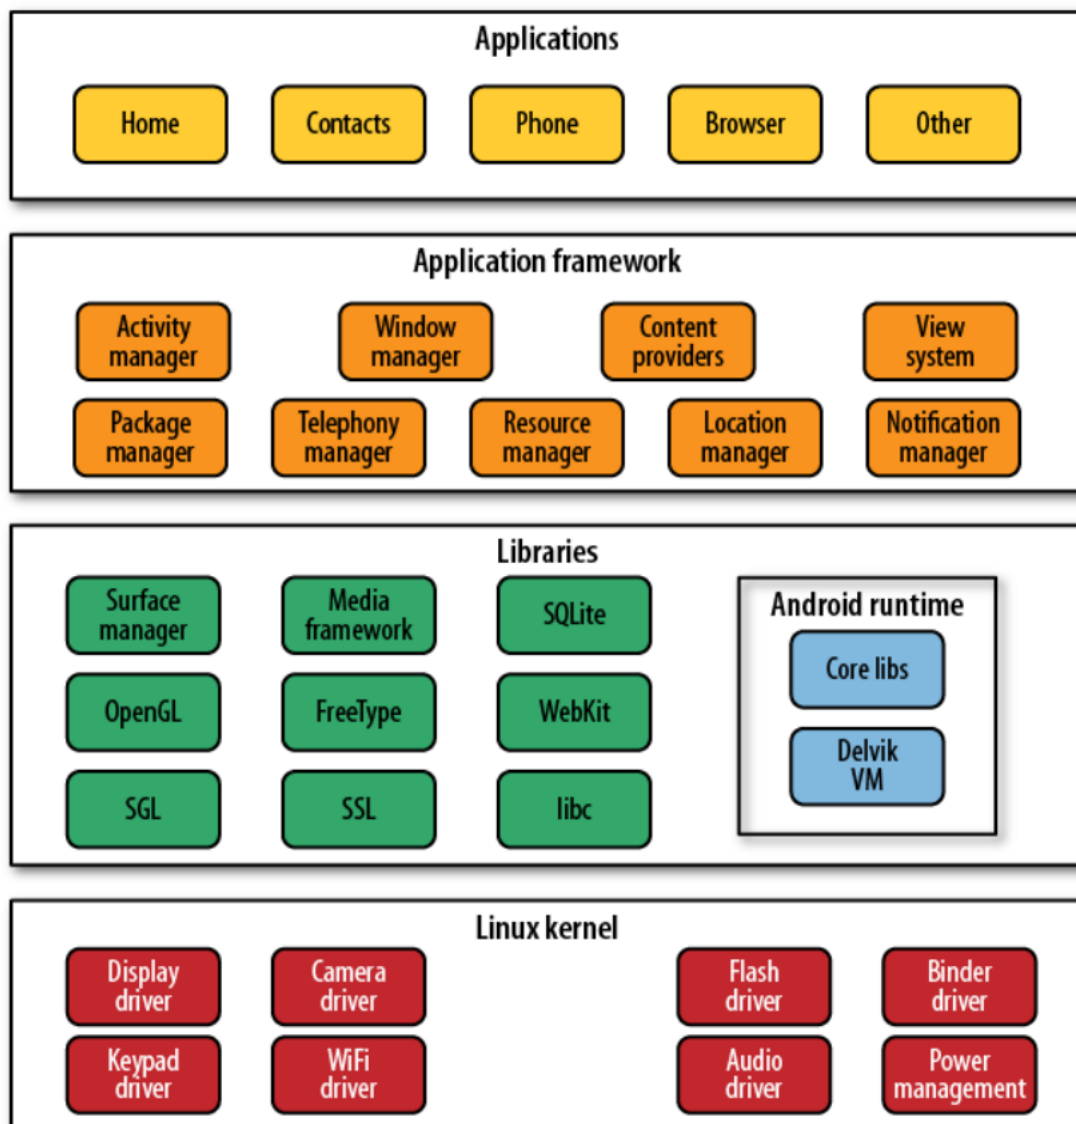 Applications
Home
Contacts
Phone
Browser
Other
Application framework
Activity
manager
Window
manager
Content
providers
View
system
Package
manager
Telephony
manager
Resource
manager
Location
manager
Notification
manager
Libraries
Surface
manager
Media
framework
SQLite
Android runtime
Core libs
OpenGL
FreeType
WebKit
Delvik
VM
SGL
SSL
libc
Linux kernel
Display
driver
Camera
driver
Flash
driver
Binder
driver
Keypad
driver
WiFi
driver
Audio
driver
Power
management